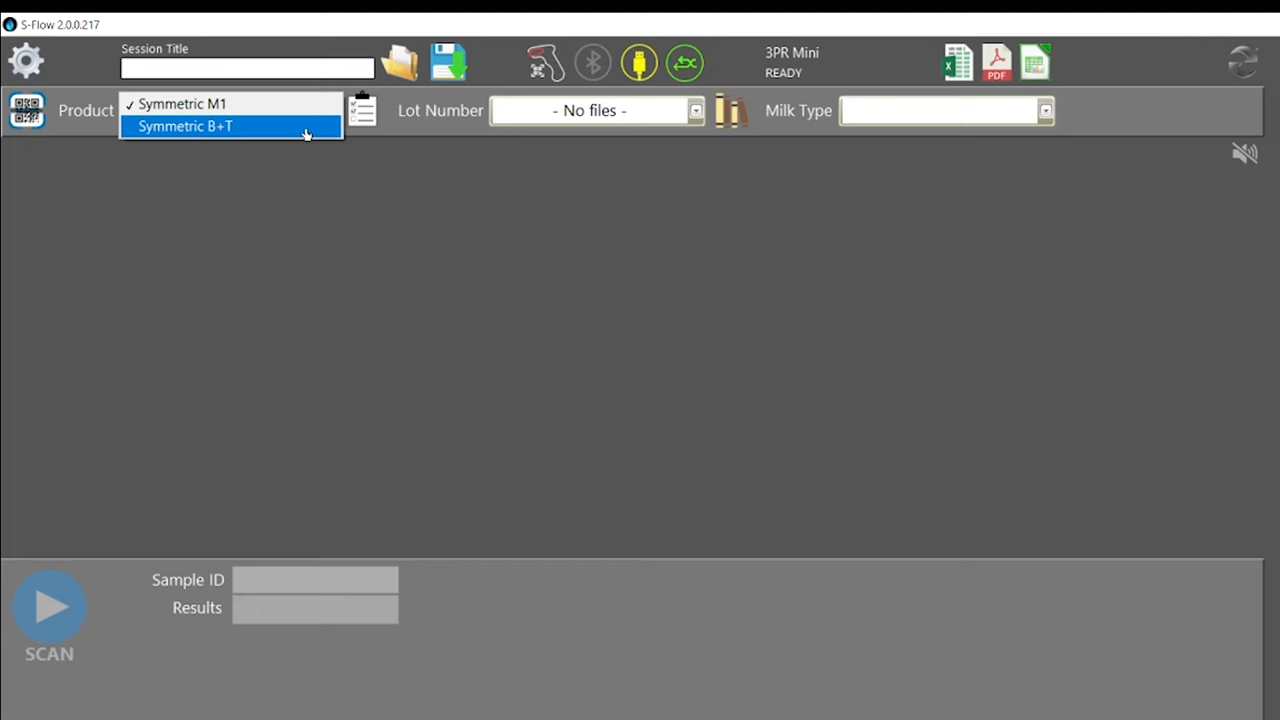 S-Flow 2.0.0.217
Session Title
3PR Mini
READY
PDF
Product
✓ Symmetric M1
Symmetric B+T
Lot Number
- No files -
Milk Type
Sample ID
Results
SCAN